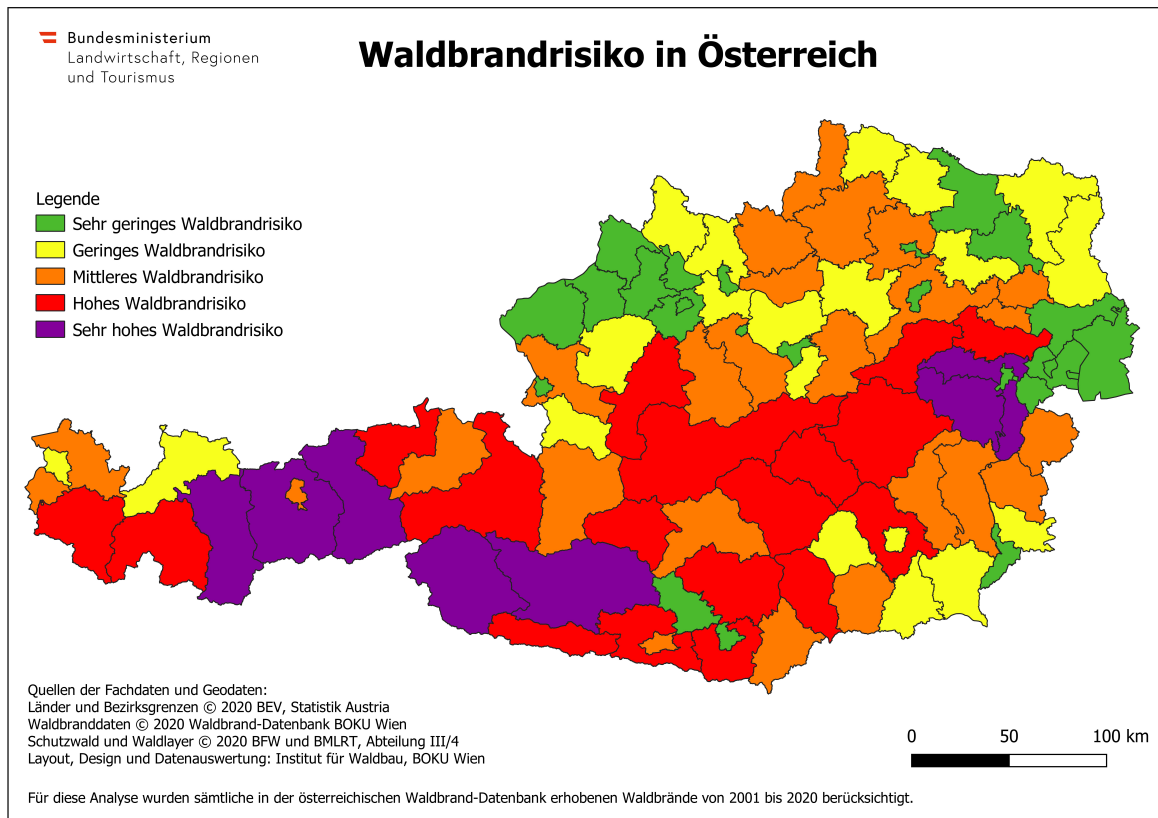 Bundesministerium
Landwirtschaft, Regionen
und Tourismus
Waldbrandrisiko in Österreich
Legende
Sehr geringes Waldbrandrisiko
Geringes Waldbrandrisiko
Mittleres Waldbrandrisiko
Hohes Waldbrandrisiko
Sehr hohes Waldbrandrisiko
Quellen der Fachdaten und Geodaten:
Länder und Bezirksgrenzen © 2020 BEV, Statistik Austria
Waldbranddaten © 2020 Waldbrand-Datenbank BOKU Wien
Schutzwald und Waldlayer © 2020 BFW und BMLRT, Abteilung III/4
Layout, Design und Datenauswertung: Institut für Waldbau, BOKU Wien
0 50 100 km
Für diese Analyse wurden sämtliche in der österreichischen Waldbrand-Datenbank erhobenen Waldbrände von 2001 bis 2020 berücksichtigt.